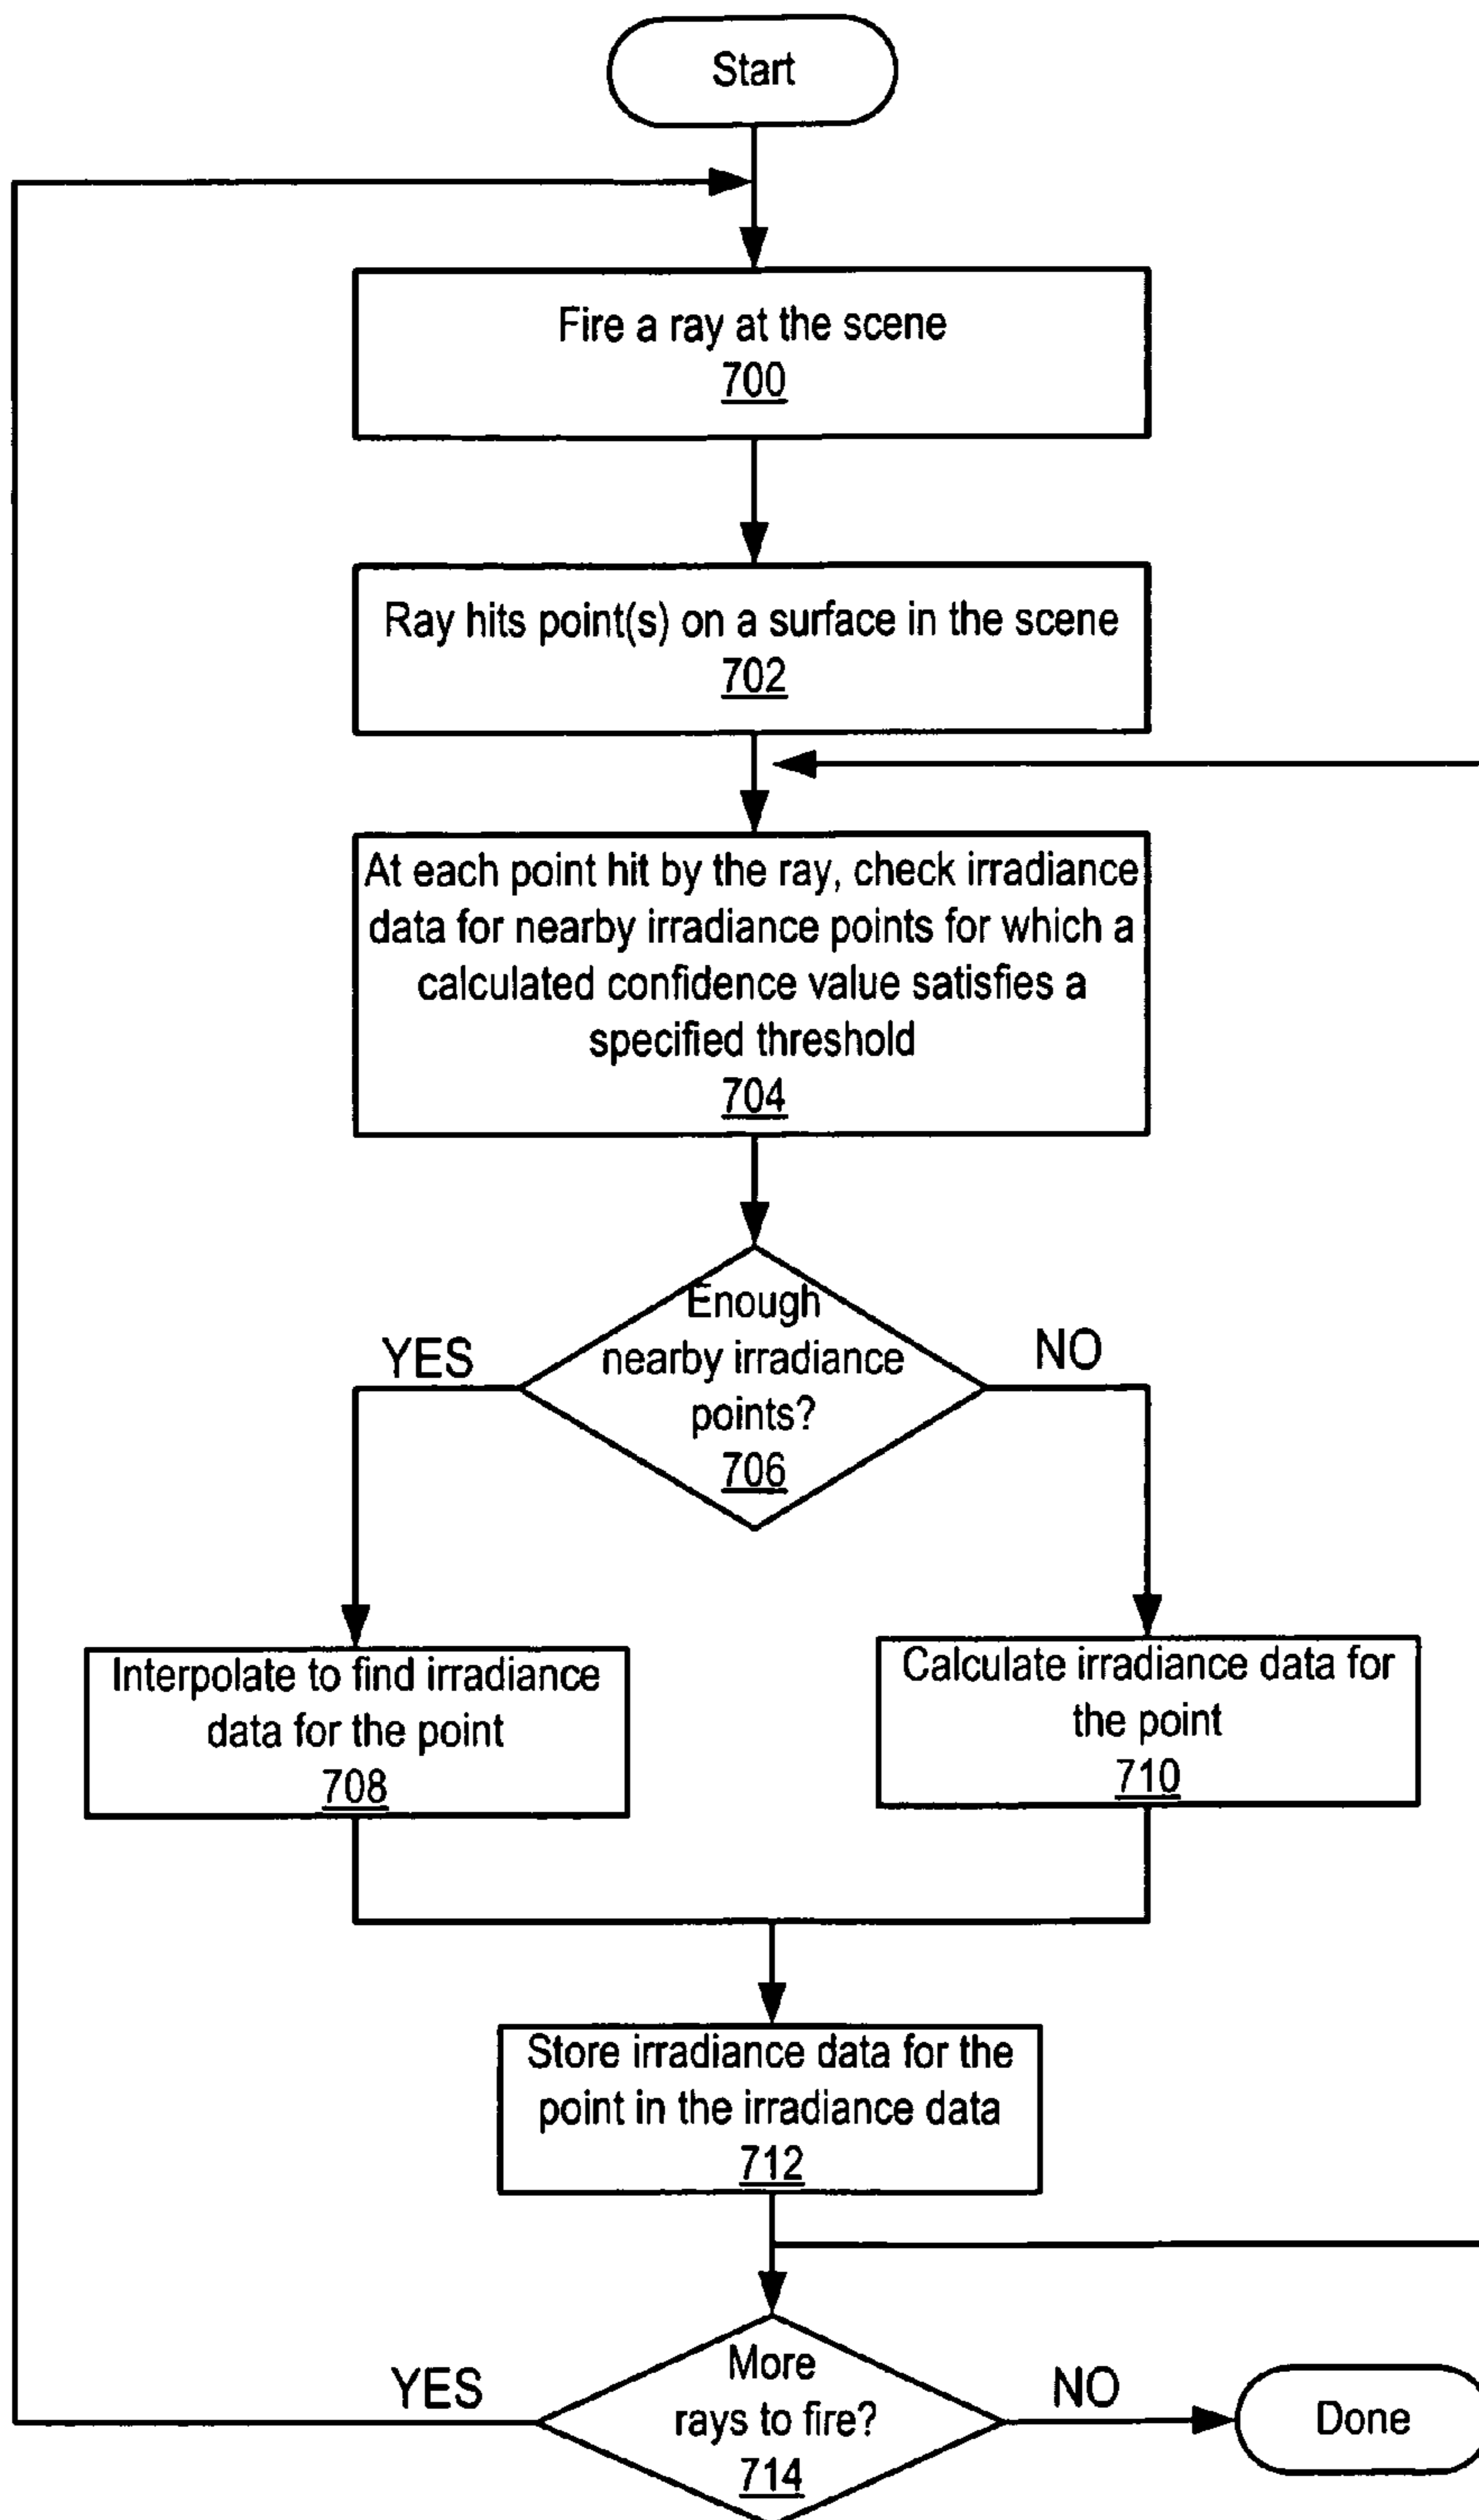 Start
Fire a ray at the scene
700
Ray hits point(s) on a surface in the scene
702
At each point hit by the ray, check irradiance
data for nearby irradiance points for which a
calculated confidence value satisfies a
specified threshold
704
Enough
nearby irradiance
points?
706
YES
NO
Interpolate to find irradiance
data for the point
708
Calculate irradiance data for
the point
710
Store irradiance data for the
point in the irradiance data
712
More
rays to fire?
714
YES
NO
Done